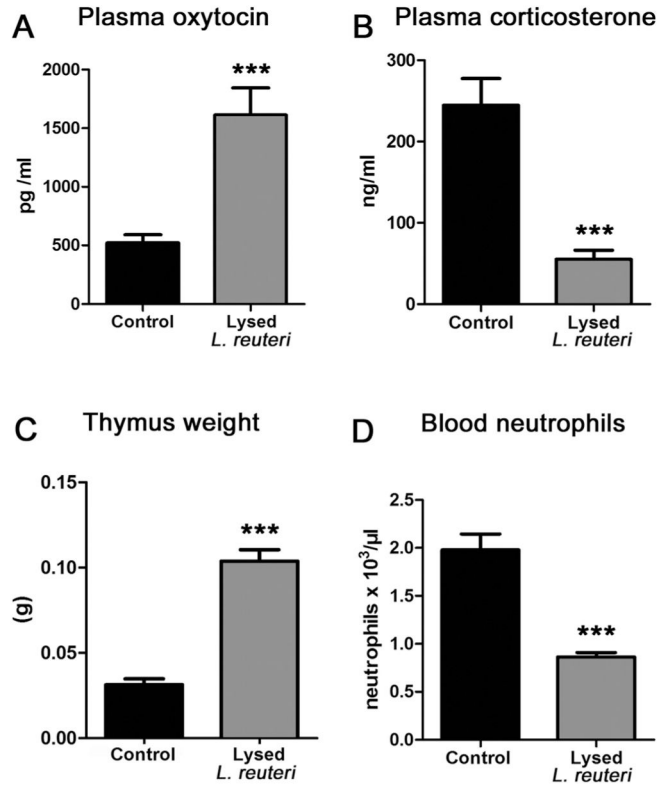 A Plasma oxytocin
pg /ml
2000
1500
1000
500
0
***
Control
Lysed
L. reuteri
B Plasma corticosterone
ng/ml
300
200
100
0
***
Control
Lysed
L. reuteri
C Thymus weight
(g)
0.15
0.10
0.05
0.00
***
Control
Lysed
L. reuteri
D Blood neutrophils
neutrophils x 10³/µl
2.5
2.0
1.5
1.0
0.5
0.0
***
Control
Lysed
L. reuteri